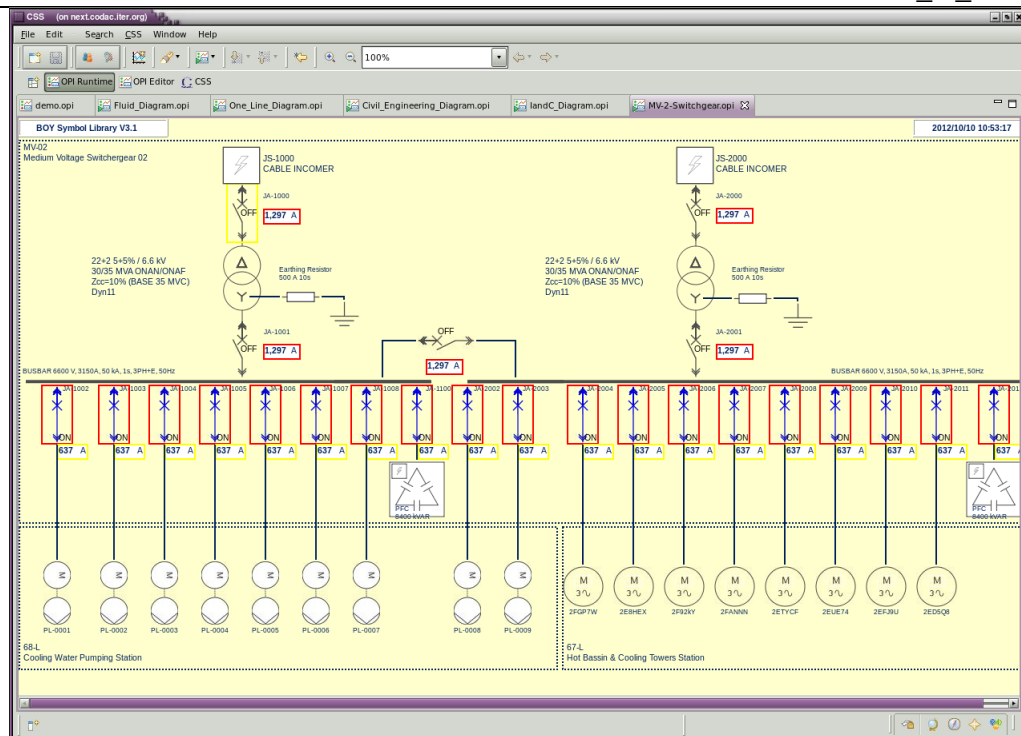 CSS (on next.codac.iter.org)
File Edit Search CSS Window Help
100%
OPI Runtime OPI Editor CSS
demo.opi Fluid_Diagram.opi One_Line_Diagram.opi Civil_Engineering_Diagram.opi IandC_Diagram.opi MV-2-Switchgear.opi
BOY Symbol Library V3.1 2012/10/10 10:53:17
MV-02
Medium Voltage Switchergear 02
JS-1000 JS-2000
CABLE INCOMER CABLE INCOMER
JA-1000 JA-2000
OFF 1,297 A OFF 1,297 A
22+2 5+5% / 6.6 kV 22+2 5+5% / 6.6 kV
30/35 MVA ONAN/ONAF 30/35 MVA ONAN/ONAF
Zcc=10% (BASE 35 MVC) Zcc=10% (BASE 35 MVC)
Dyn11 Dyn11
Earthing Resistor Earthing Resistor
500 A 10s 500 A 10s
JA-1001 OFF JA-2001
OFF 1,297 A 1,297 A OFF 1,297 A
BUSBAR 6600 V, 3150A, 50 kA, 1s, 3PH+E, 50Hz BUSBAR 6600 V, 3150A, 50 kA, 1s, 3PH+E, 50Hz
JA-1002 JA-1003 JA-1004 JA-1005 JA-1006 JA-1007 JA-1008 JA-1100 JA-2002 JA-2003 JA-2004 JA-2005 JA-2006 JA-2007 JA-2008 JA-2009 JA-2010 JA-2011 JA-201
ON ON ON ON ON ON ON ON ON ON ON ON ON ON ON ON ON ON ON
637 A 637 A 637 A 637 A 637 A 637 A 637 A 637 A 637 A 637 A 637 A 637 A 637 A 637 A 637 A 637 A 637 A 637 A 637 A
PFC PFC
8400 kVAR 8400 kVAR
M M M M M M M M M M M M M M M M M
3 3 3 3 3 3 3 3
2FGP7W 2E8HEX 2F92kY 2FANNN 2ETYCF 2EUE74 2EFJ9U 2ED5Q8
PL-0001 PL-0002 PL-0003 PL-0004 PL-0005 PL-0006 PL-0007 PL-0008 PL-0009
68-L 67-L
Cooling Water Pumping Station Hot Bassin & Cooling Towers Station